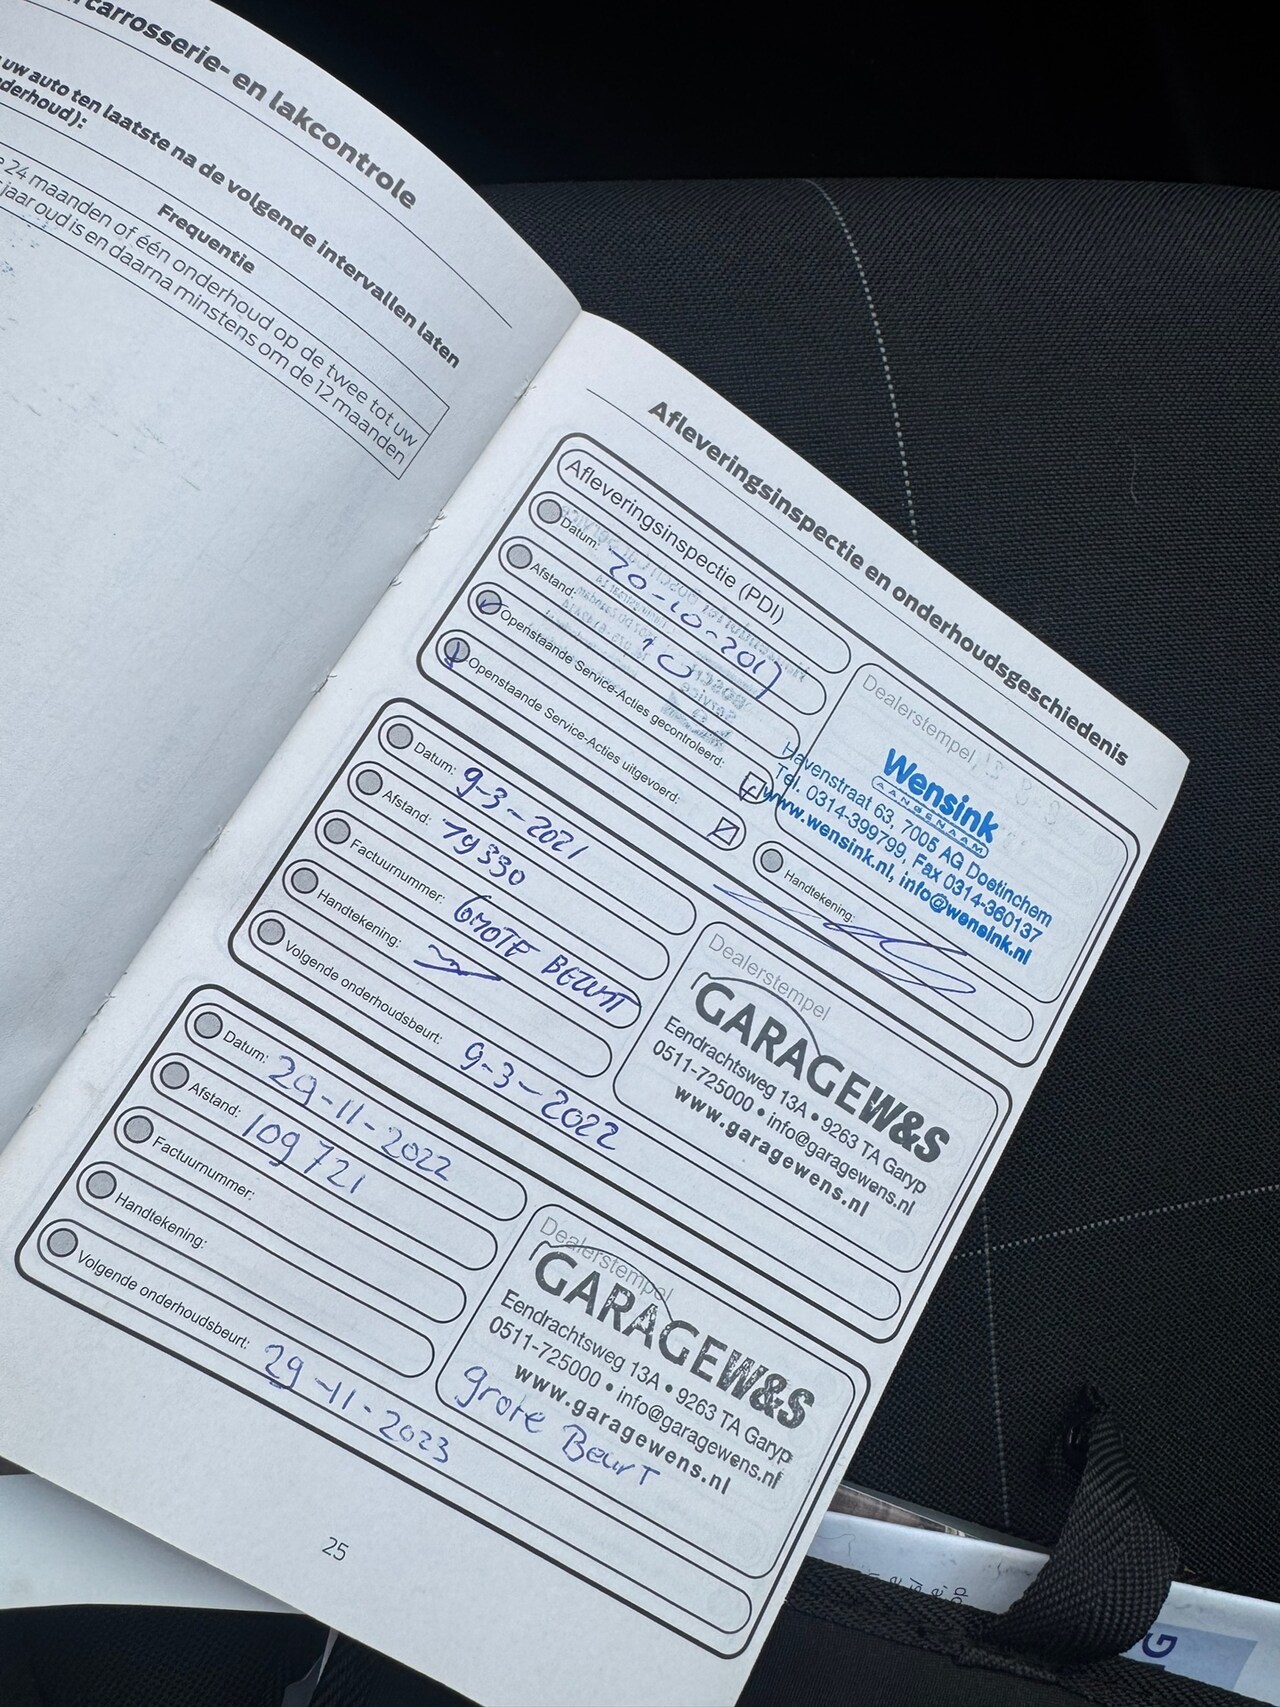 carrosserie- en lakcontrole
uw auto ten laatste na de volgende intervallen laten
Frequentie
24 maanden of één onderhoud op de twee tot uw
jaar oud is en daarna minstens om de 12 maanden
Afleveringsinspectie en onderhoudsgeschiedenis
Afleveringsinspectie (PDI)
Datum: 20-10-2017
Afstand: 10
Openstaande Service-Acties gecontroleerd:
Openstaande Service-Acties uitgevoerd:
Dealerstempel
Wensink
AANGENAAM
Havenstraat 63, 7005 AG Doetinchem
Tel. 0314-399799, Fax 0314-360137
www.wensink.nl, info@wensink.nl
Handtekening:
Datum: 9-3-2021
Afstand: 79330
Factuurnummer: GROTE BEURT
Handtekening:
Volgende onderhoudsbeurt: 9-3-2022
Dealerstempel
GARAGEW&S
Eendrachtsweg 13A • 9263 TA Garyp
0511-725000 • info@garagewens.nl
www.garagewens.nl
Datum: 29-11-2022
Afstand: 109721
Factuurnummer:
Handtekening:
Volgende onderhoudsbeurt: 29-11-2023
Dealerstempel
GARAGEW&S
Eendrachtsweg 13A • 9263 TA Garyp
0511-725000 • info@garagewens.nl
www.garagewens.nl
grote Beurt
25
G